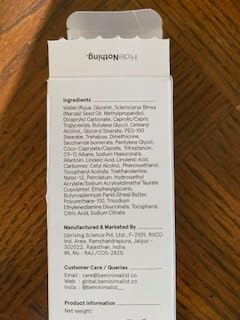 HideNothing.
Ingredients
Water/Aqua, Glycerin, Sclerocarya Birrea
(Marula) Seed Oil, Methylpropandiol,
Dicaprylyl Carbonate, Caprylic/Capric
Triglyceride, Butylene Glycol, Cetearyl
Alcohol, Glyceryl Stearate, PEG-100
Stearate, Trehalose, Dimethicone,
Saccharide Isomerate, Pentylene Glycol,
Coco-Caprylate/Caprate, Triheptanoin,
C9-12 Alkane, Sodium Hyaluronate,
Allantoin, Linoleic Acid, Linolenic Acid,
Carbomer, Cetyl Alcohol, Phenoxyethanol,
Tocopheryl Acetate, Triethanolamine,
Nylon-12, Petrolatum, Hydroxyethyl
Acrylate/Sodium Acryloyldimethyl Taurate
Copolymer, Ethylhexylglycerin,
Butyrospermum Parkii (Shea) Butter,
Polyurethane-100, Trisodium
Ethylenediamine Disuccinate, Tocopherol,
Citric Acid, Sodium Citrate.
Manufactured & Marketed By
Uprising Science Pvt. Ltd., F-2109, RIICO
Ind. Area, Ramchandrapura, Jaipur -
302022, Rajasthan, India.
ML No.: RAJ./COS-2825
Customer Care / Queries
Email : care@beminimalist.co
Web : global.beminimalist.co
Insta : @beminimalist__
Product Information
Net weight: